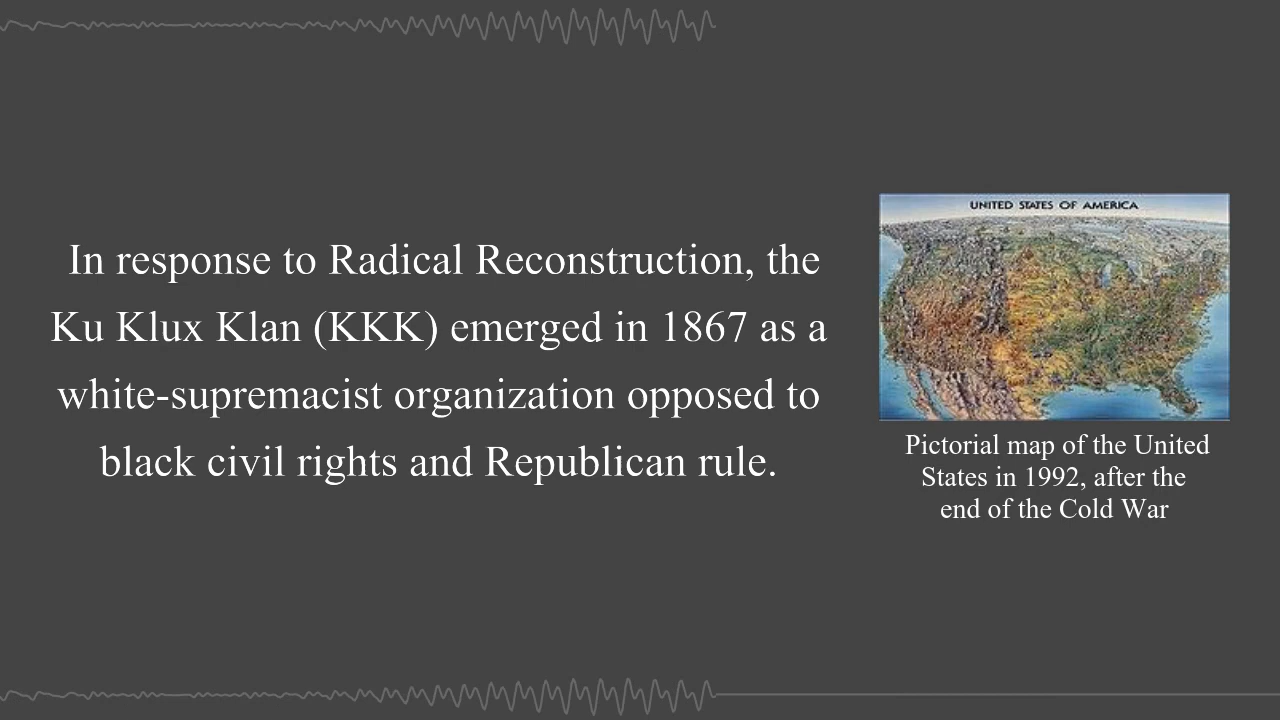 In response to Radical Reconstruction, the
Ku Klux Klan (KKK) emerged in 1867 as a
white-supremacist organization opposed to
black civil rights and Republican rule.
UNITED STATES OF AMERICA
Pictorial map of the United
States in 1992, after the
end of the Cold War